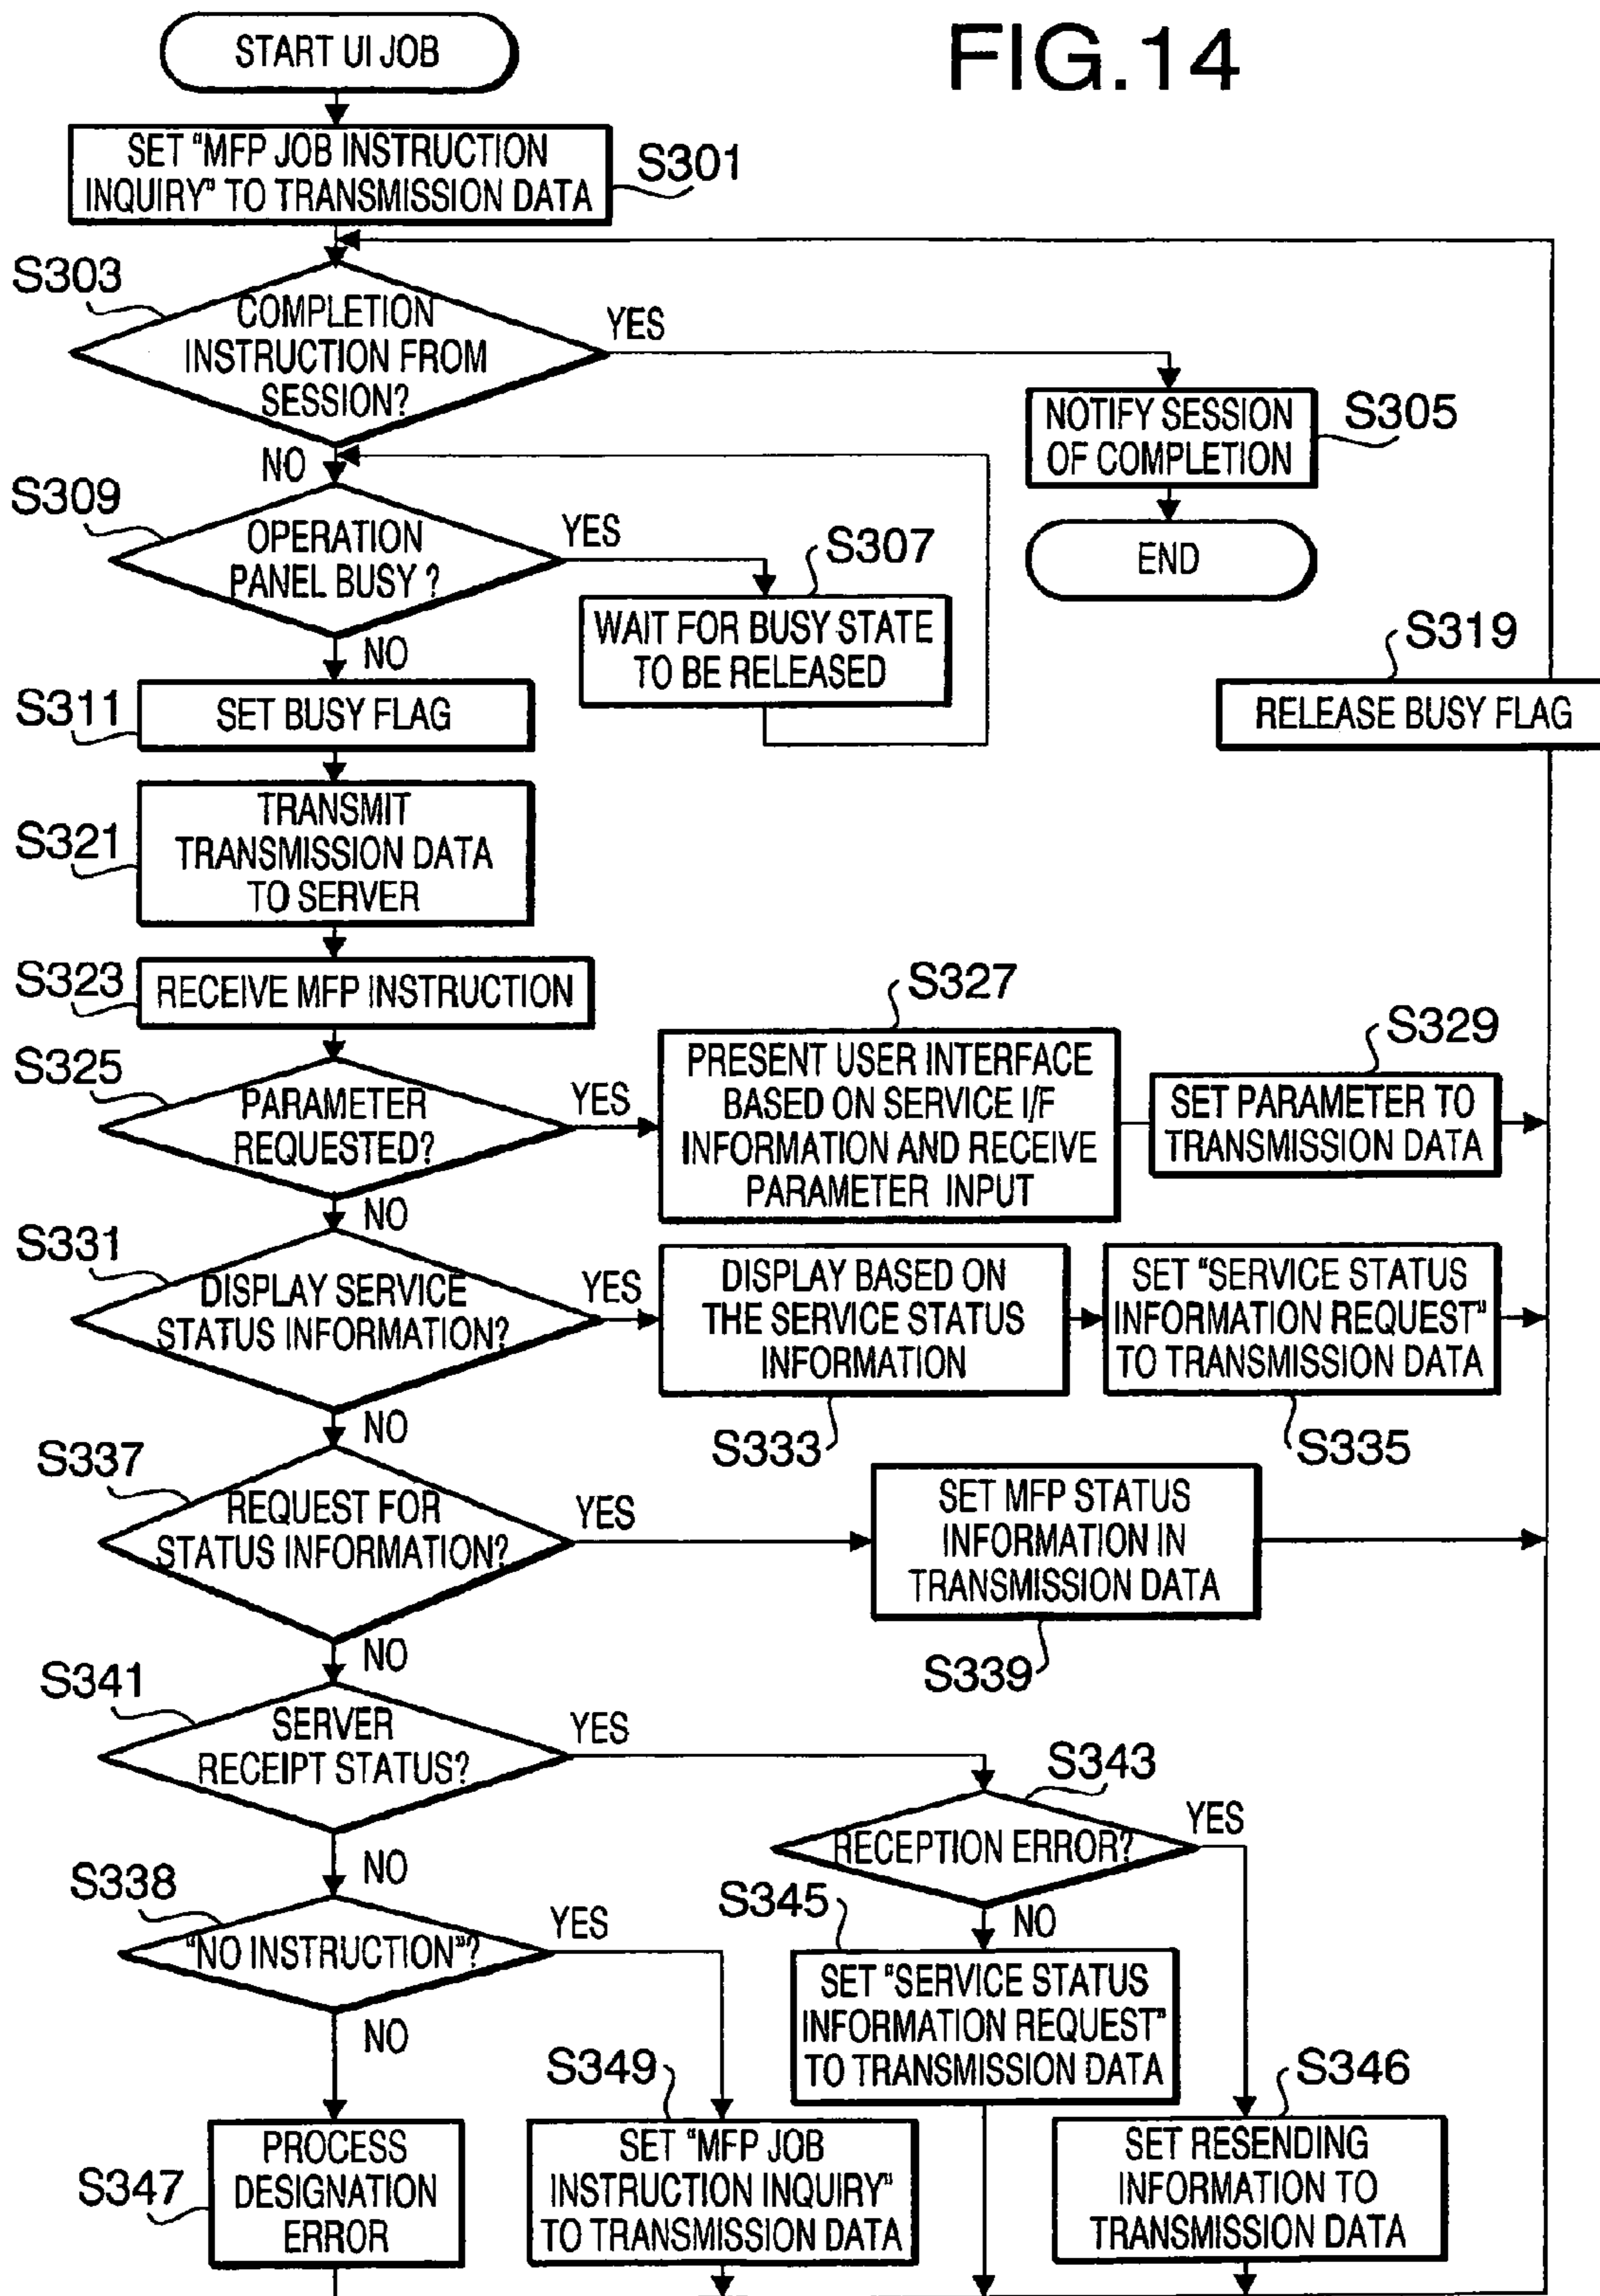 FIG.14
START UI JOB
SET "MFP JOB INSTRUCTION
INQUIRY" TO TRANSMISSION DATA
S301
S303
COMPLETION
INSTRUCTION FROM
SESSION?
YES
NO
NOTIFY SESSION
OF COMPLETION
S305
END
S309
OPERATION
PANEL BUSY ?
YES
NO
S307
WAIT FOR BUSY STATE
TO BE RELEASED
S319
RELEASE BUSY FLAG
S311
SET BUSY FLAG
S321
TRANSMIT
TRANSMISSION DATA
TO SERVER
S323
RECEIVE MFP INSTRUCTION
S325
PARAMETER
REQUESTED?
YES
NO
S327
PRESENT USER INTERFACE
BASED ON SERVICE I/F
INFORMATION AND RECEIVE
PARAMETER INPUT
S329
SET PARAMETER TO
TRANSMISSION DATA
S331
DISPLAY SERVICE
STATUS INFORMATION?
YES
NO
DISPLAY BASED ON
THE SERVICE STATUS
INFORMATION
S333
SET "SERVICE STATUS
INFORMATION REQUEST"
TO TRANSMISSION DATA
S335
S337
REQUEST FOR
STATUS INFORMATION?
YES
NO
SET MFP STATUS
INFORMATION IN
TRANSMISSION DATA
S339
S341
SERVER
RECEIPT STATUS?
YES
NO
S343
RECEPTION ERROR?
YES
NO
S338
"NO INSTRUCTION"?
YES
NO
S345
SET "SERVICE STATUS
INFORMATION REQUEST"
TO TRANSMISSION DATA
S347
PROCESS
DESIGNATION
ERROR
S349
SET "MFP JOB
INSTRUCTION INQUIRY"
TO TRANSMISSION DATA
S346
SET RESENDING
INFORMATION TO
TRANSMISSION DATA